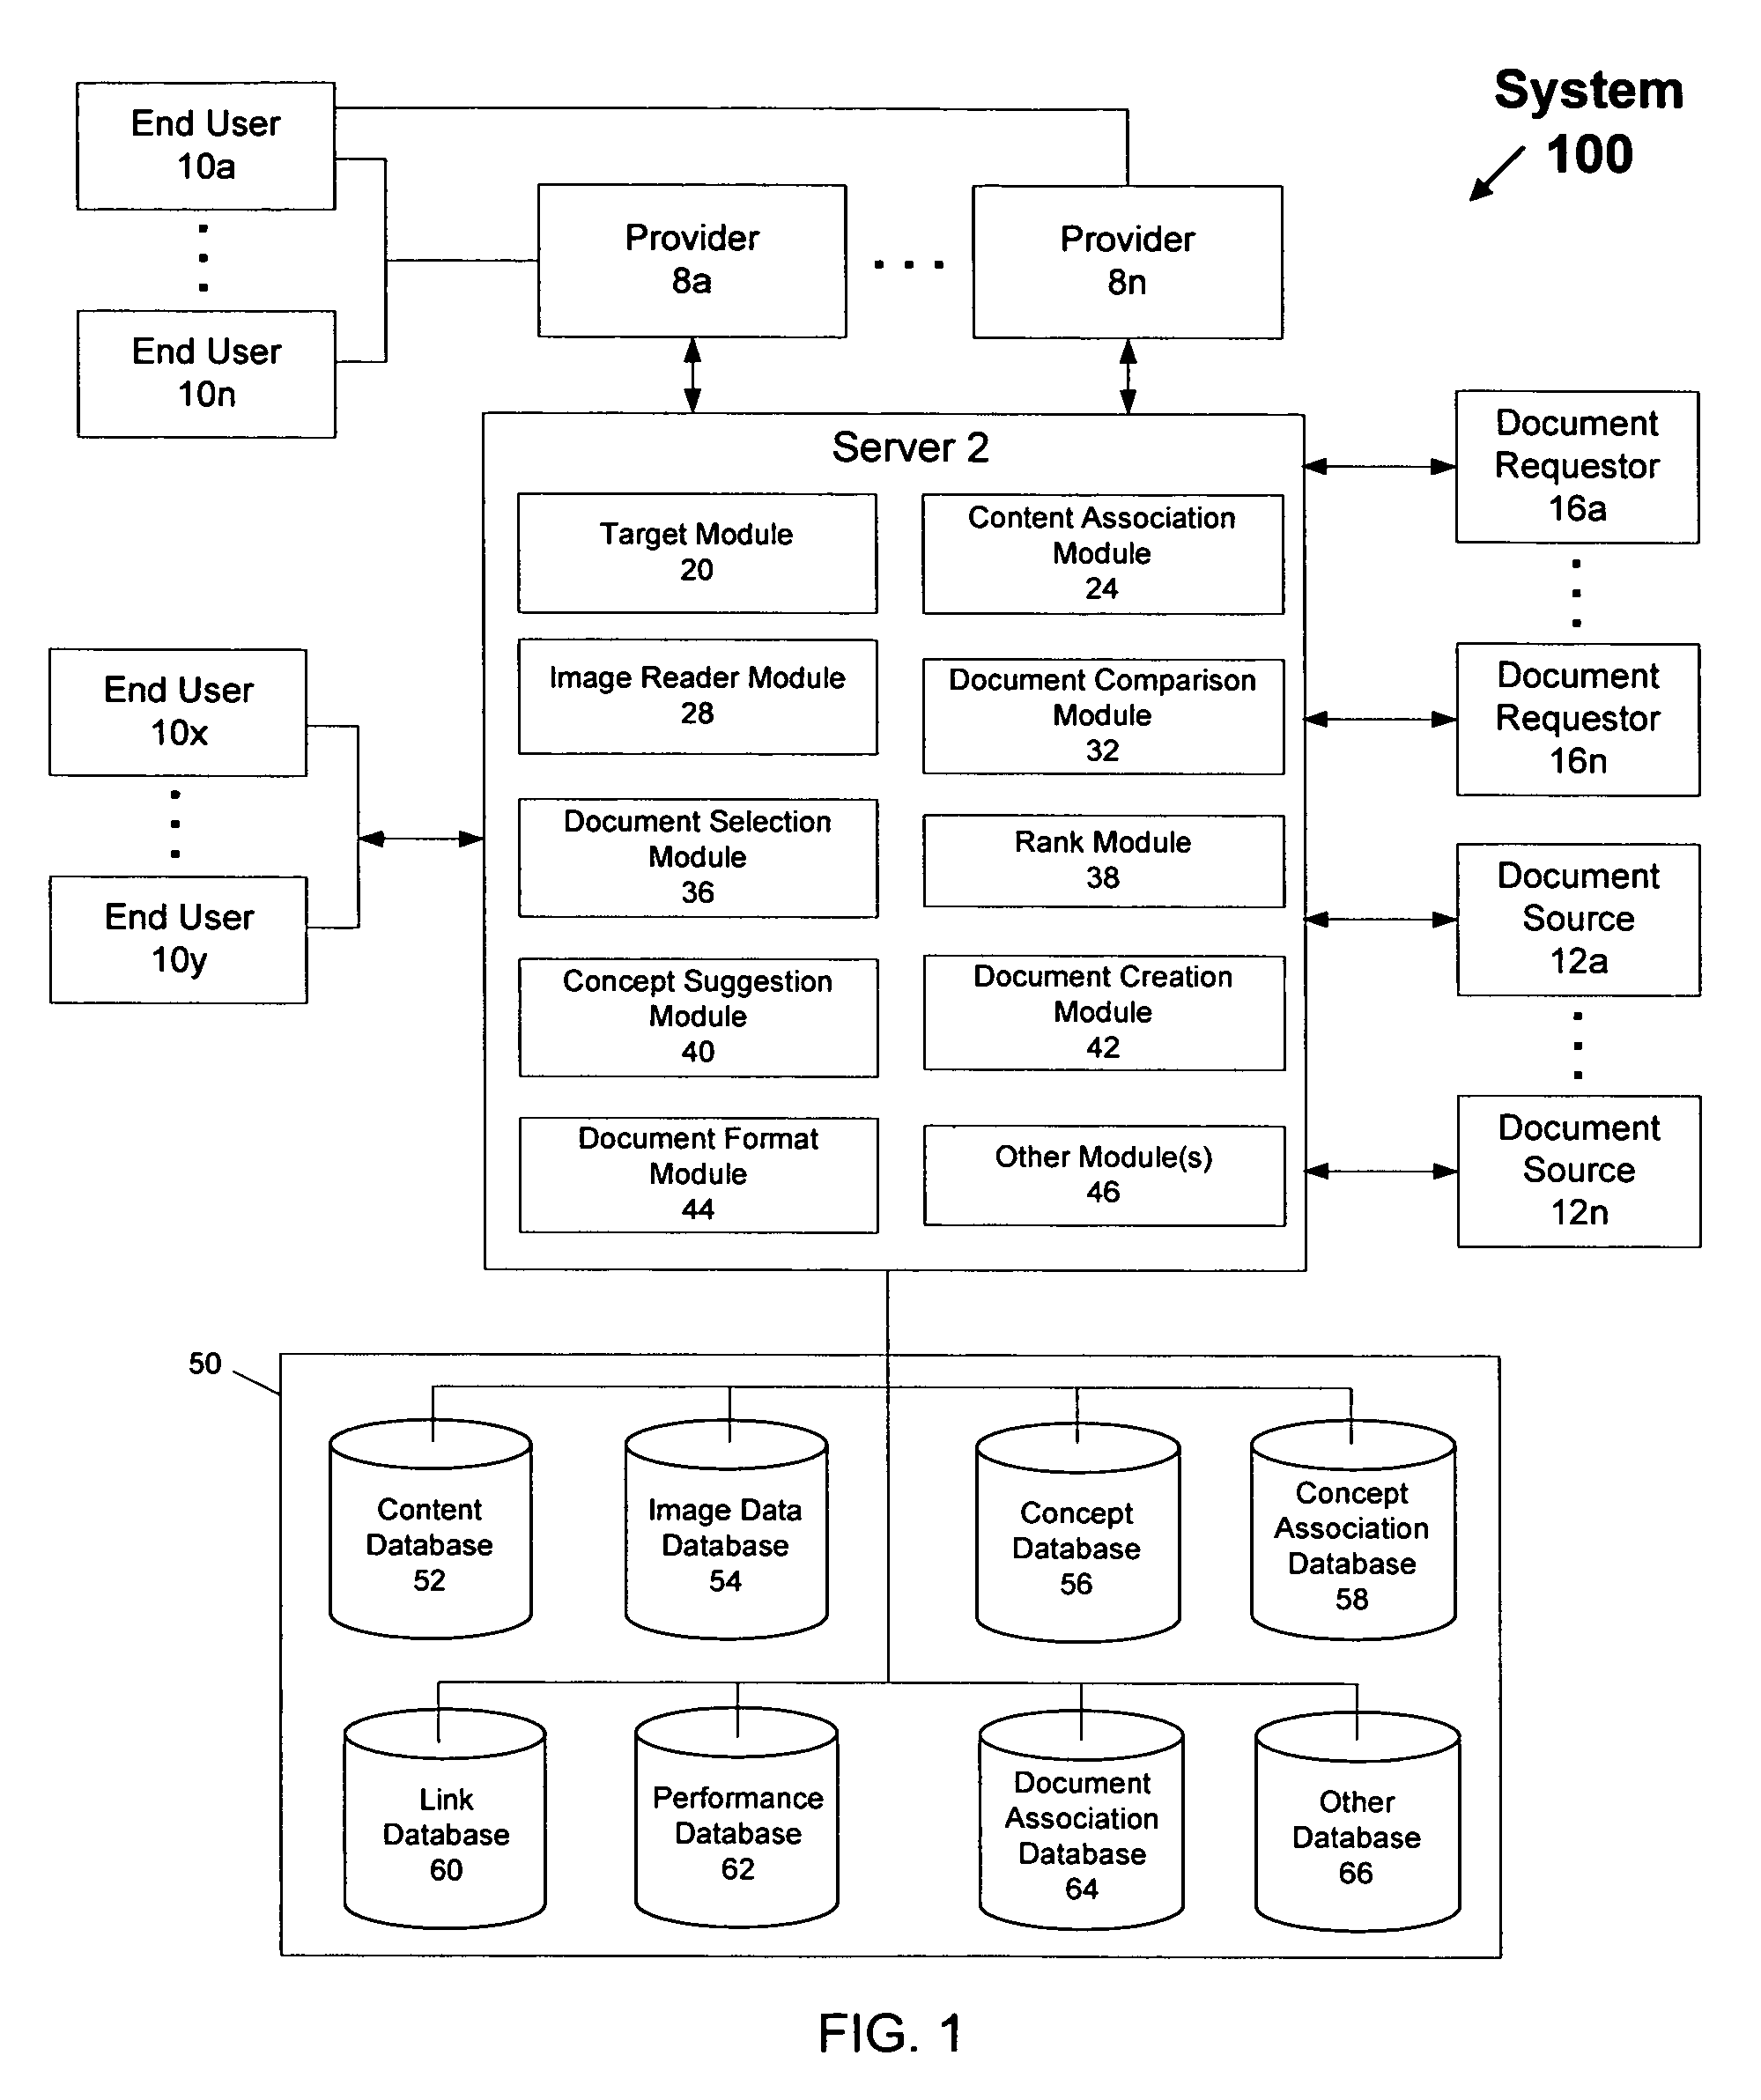 System
100
End User
10a
End User
10n
Provider
8a
Provider
8n
Server 2
Target Module
20
Content Association
Module
24
Image Reader Module
28
Document Comparison
Module
32
Document Selection
Module
36
Rank Module
38
Concept Suggestion
Module
40
Document Creation
Module
42
Document Format
Module
44
Other Module(s)
46
End User
10x
End User
10y
Document
Requestor
16a
Document
Requestor
16n
Document
Source
12a
Document
Source
12n
50
Content
Database
52
Image Data
Database
54
Concept
Database
56
Concept
Association
Database
58
Link
Database
60
Performance
Database
62
Document
Association
Database
64
Other
Database
66
FIG. 1